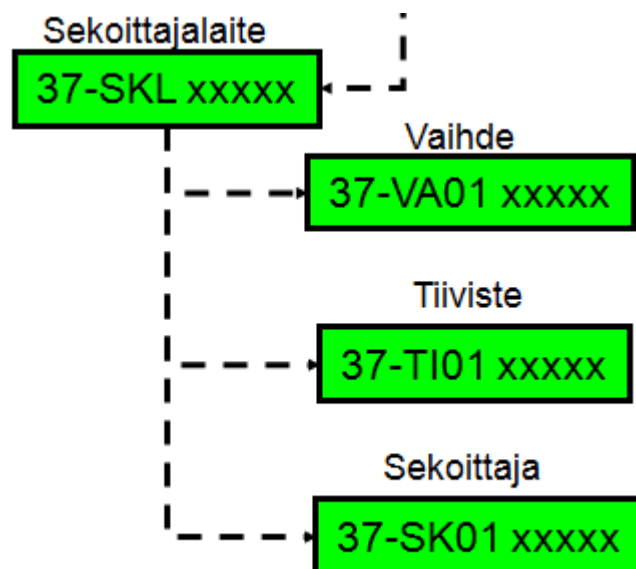 Sekoittajalaite
37-SKL xxxxx
Vaihde
37-VA01 xxxxx
Tiiviste
37-TI01 xxxxx
Sekoittaja
37-SK01 xxxxx